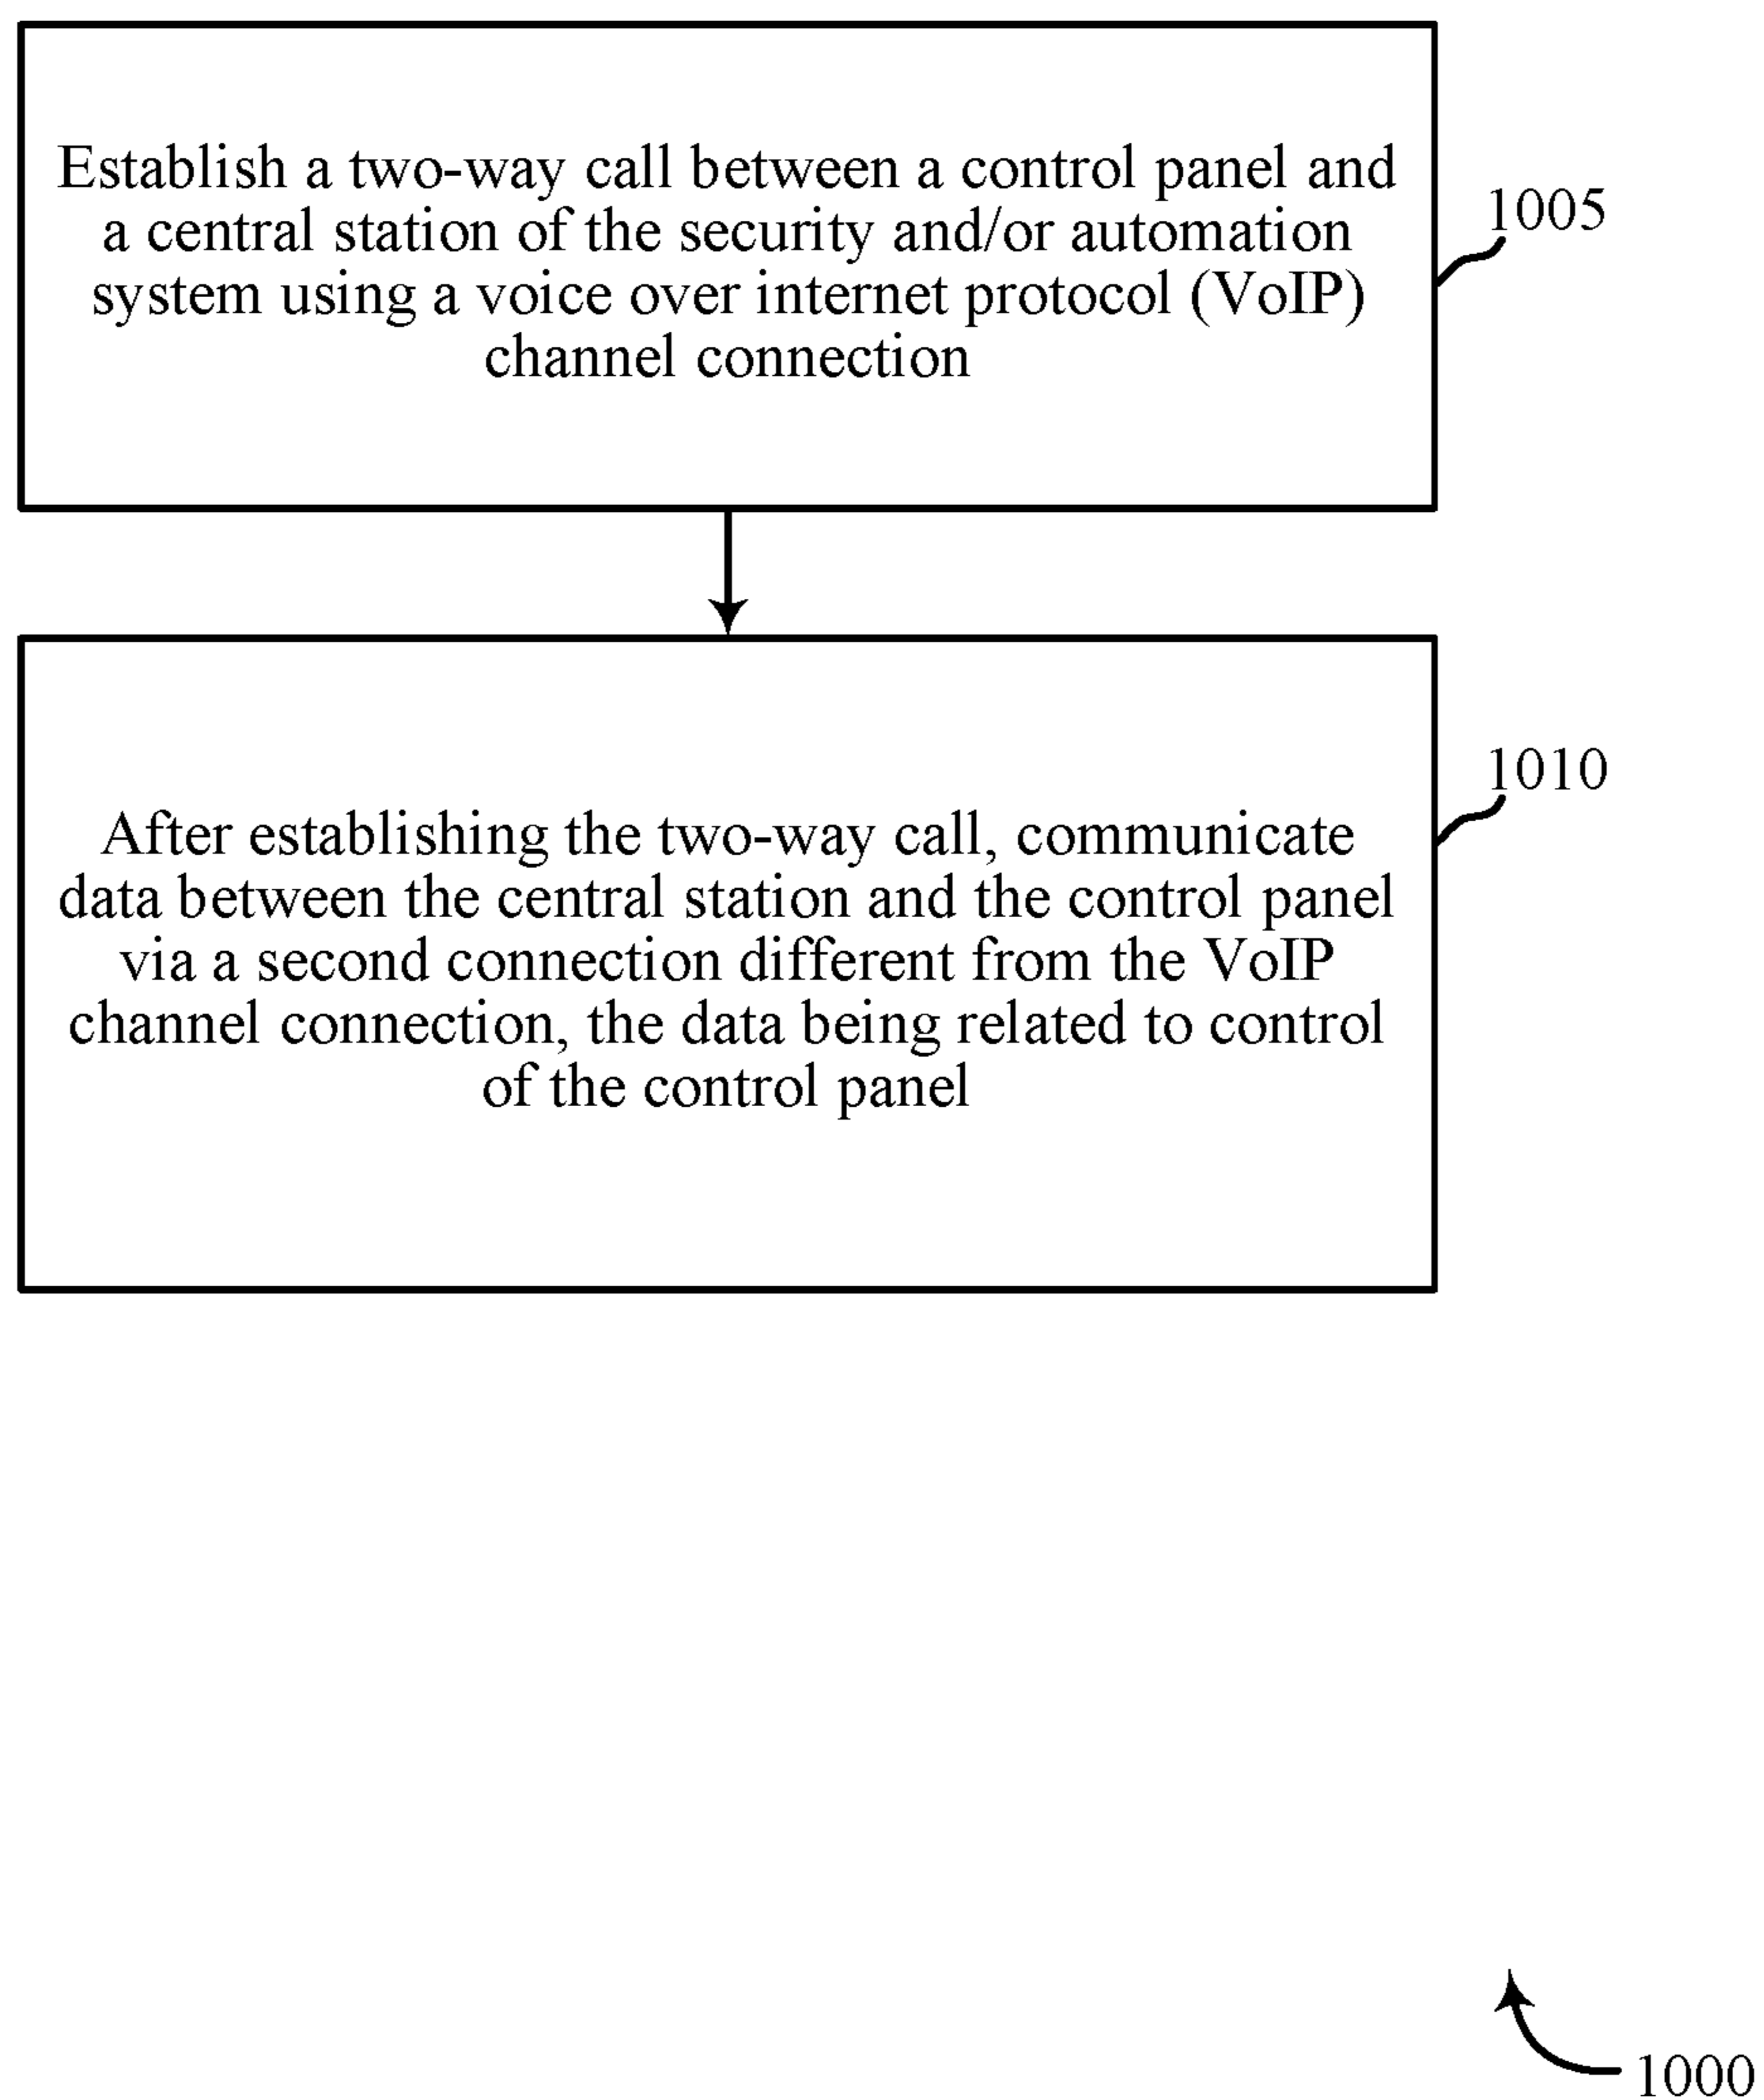 Establish a two-way call between a control panel and
a central station of the security and/or automation
system using a voice over internet protocol (VoIP)
channel connection
1005
After establishing the two-way call, communicate
data between the central station and the control panel
via a second connection different from the VoIP
channel connection, the data being related to control
of the control panel
1010
1000